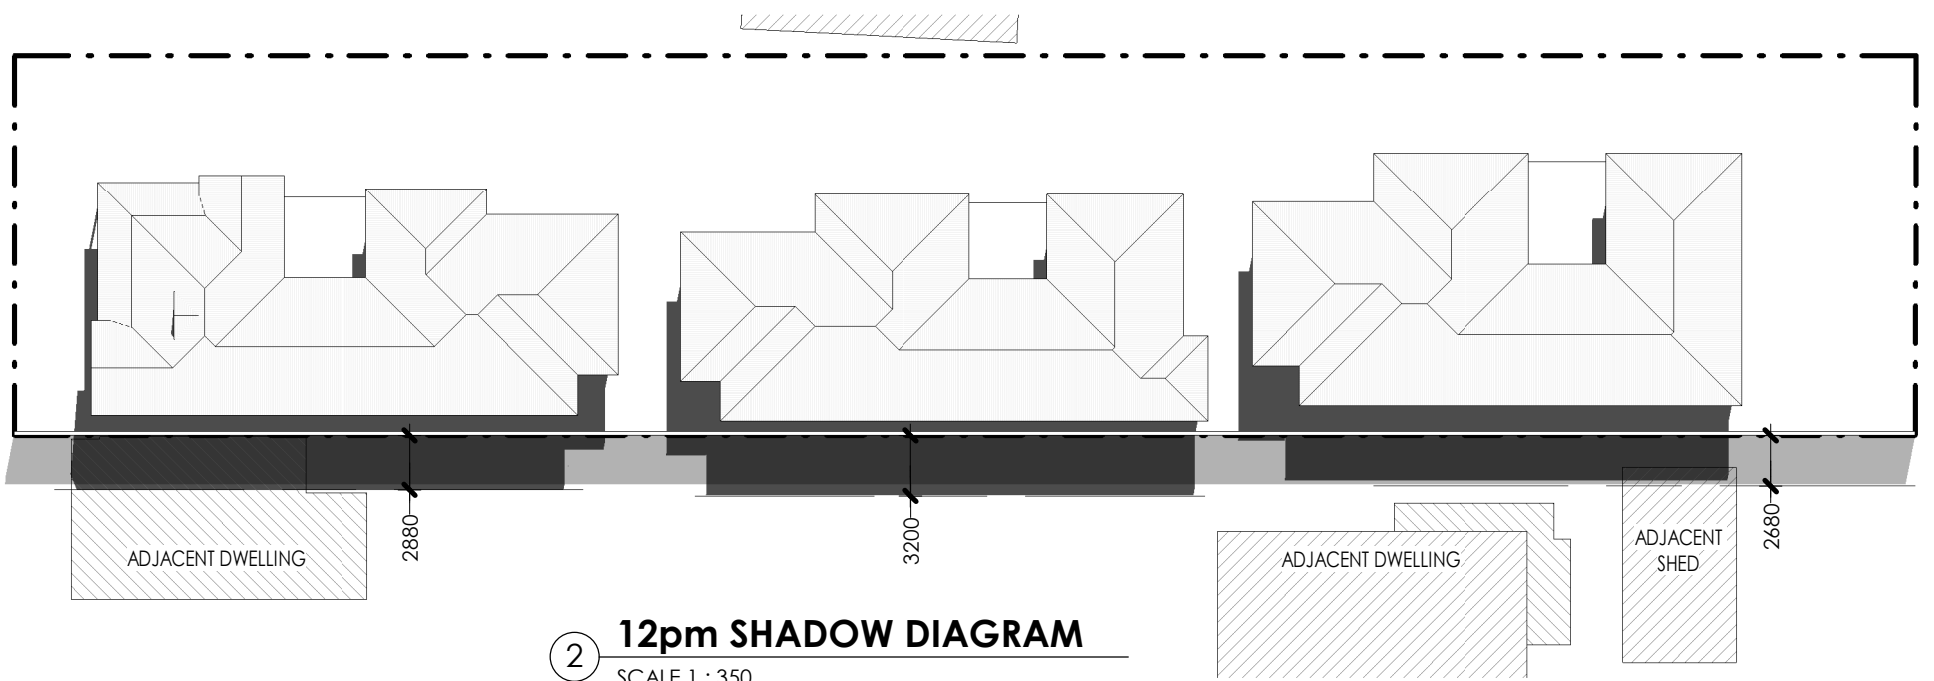 2880
3200
2680
ADJACENT DWELLING
ADJACENT DWELLING
ADJACENT
SHED
2
12pm SHADOW DIAGRAM
SCALE 1 : 350